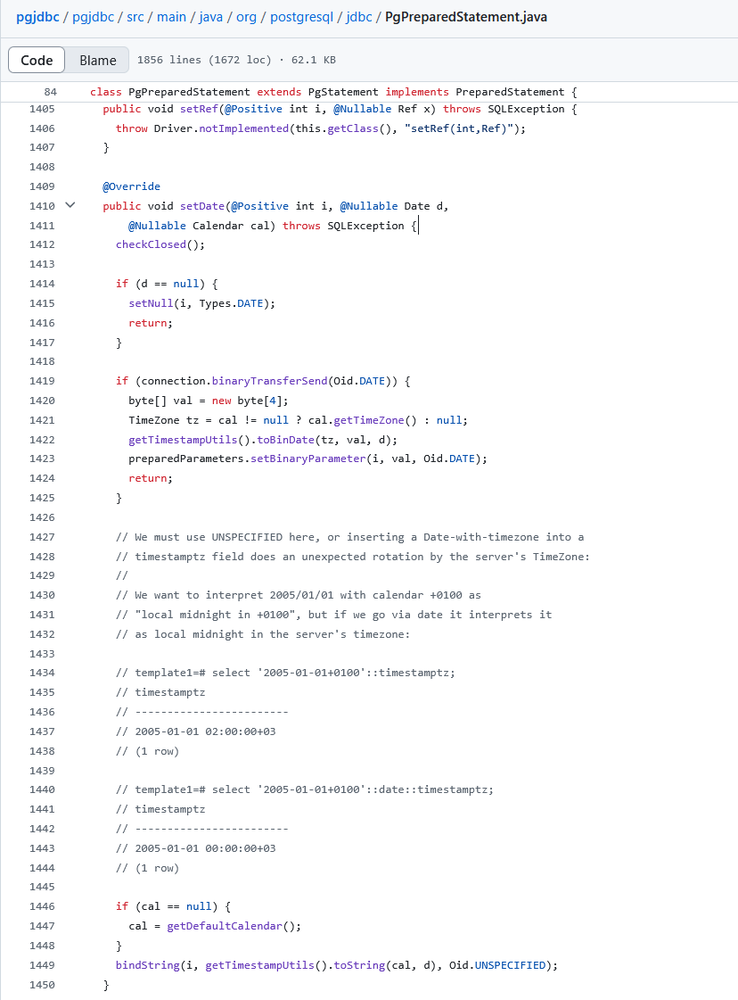 pgjdbc / pgjdbc / src / main / java / org / postgresql / jdbc / PgPreparedStatement.java
Code Blame 1856 lines (1672 loc) · 62.1 KB
84 class PgPreparedStatement extends PgStatement implements PreparedStatement {
1405 public void setRef(@Positive int i, @Nullable Ref x) throws SQLException {
1406 throw Driver.notImplemented(this.getClass(), "setRef(int,Ref)");
1407 }
1408
1409 @Override
1410 public void setDate(@Positive int i, @Nullable Date d,
1411 @Nullable Calendar cal) throws SQLException {
1412 checkClosed();
1413
1414 if (d == null) {
1415 setNull(i, Types.DATE);
1416 return;
1417 }
1418
1419 if (connection.binaryTransferSend(Oid.DATE)) {
1420 byte[] val = new byte[4];
1421 TimeZone tz = cal != null ? cal.getTimeZone() : null;
1422 getTimestampUtils().toBinDate(tz, val, d);
1423 preparedParameters.setBinaryParameter(i, val, Oid.DATE);
1424 return;
1425 }
1426
1427 // We must use UNSPECIFIED here, or inserting a Date-with-timezone into a
1428 // timestamptz field does an unexpected rotation by the server's TimeZone:
1429 //
1430 // We want to interpret 2005/01/01 with calendar +0100 as
1431 // "local midnight in +0100", but if we go via date it interprets it
1432 // as local midnight in the server's timezone:
1433
1434 // template1=# select '2005-01-01+0100'::timestamptz;
1435 // timestamptz
1436 // ------------------------
1437 // 2005-01-01 02:00:00+03
1438 // (1 row)
1439
1440 // template1=# select '2005-01-01+0100'::date::timestamptz;
1441 // timestamptz
1442 // ------------------------
1443 // 2005-01-01 00:00:00+03
1444 // (1 row)
1445
1446 if (cal == null) {
1447 cal = getDefaultCalendar();
1448 }
1449 bindString(i, getTimestampUtils().toString(cal, d), Oid.UNSPECIFIED);
1450 }